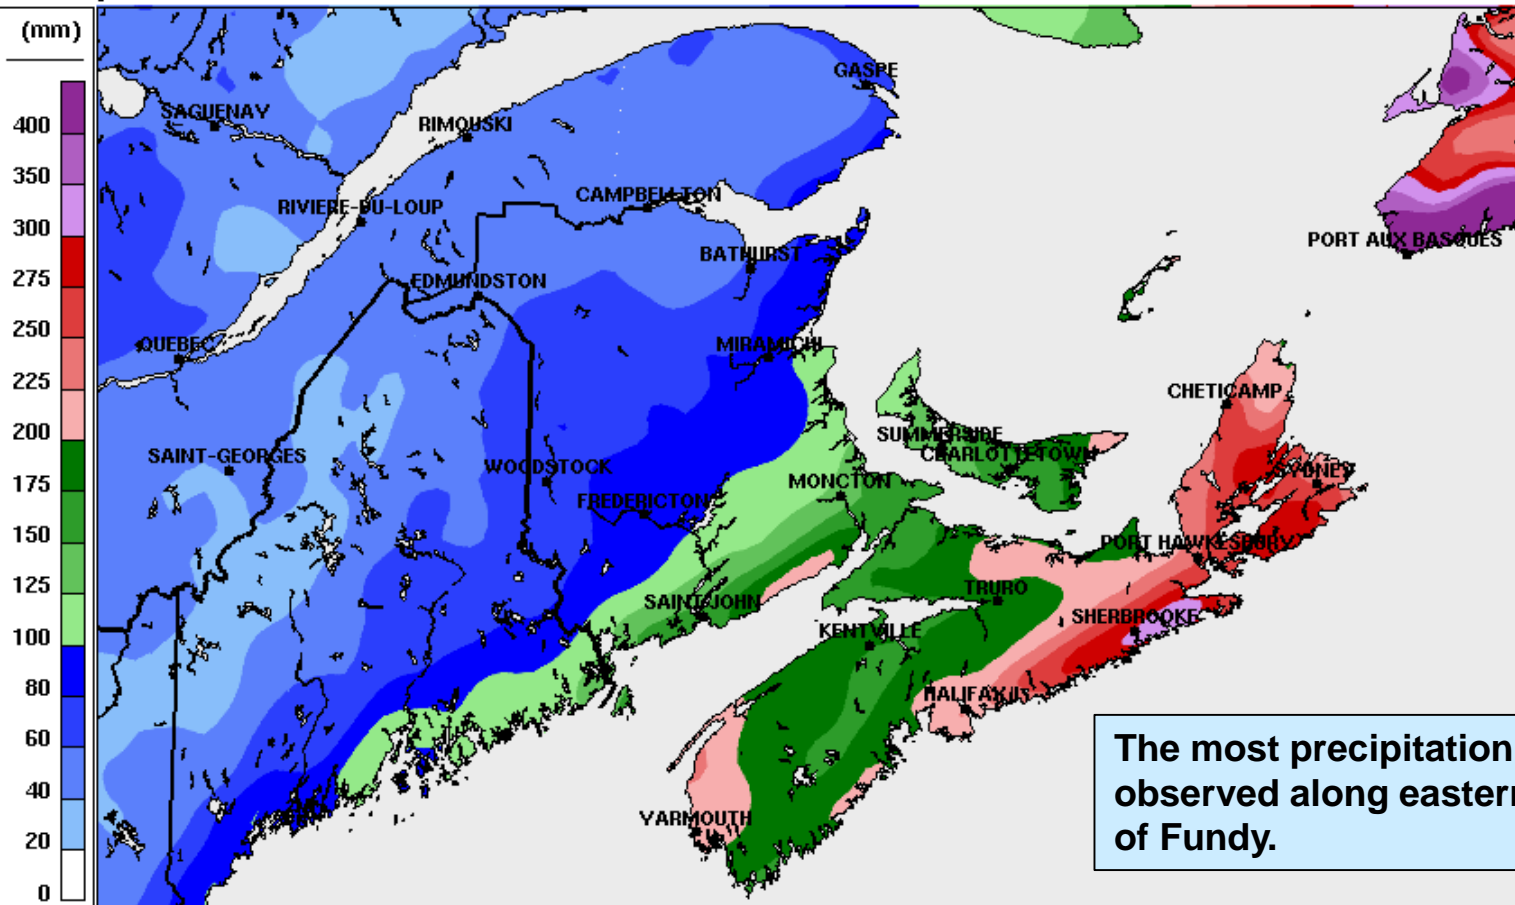 (mm)
400
350
300
275
250
225
200
175
150
125
100
80
60
40
20
0
GASPE
SAGUENAY
RIMOUSKI
CAMPBELLTON
RIVIERE-DU-LOUP
PORT AUX BASQUES
BATHURST
EDMUNDSTON
QUEBEC
MIRAMICHI
CHETICAMP
SUMMERSIDE
CHARLOTTETOWN
SAINT-GEORGES
WOODSTOCK
SYDNEY
MONCTON
FREDERICTON
PORT HAWKESBURY
TRURO
SAINT JOHN
SHERBROOKE
KENTVILLE
HALIFAX
YARMOUTH
The most precipitation
observed along eastern
of Fundy.